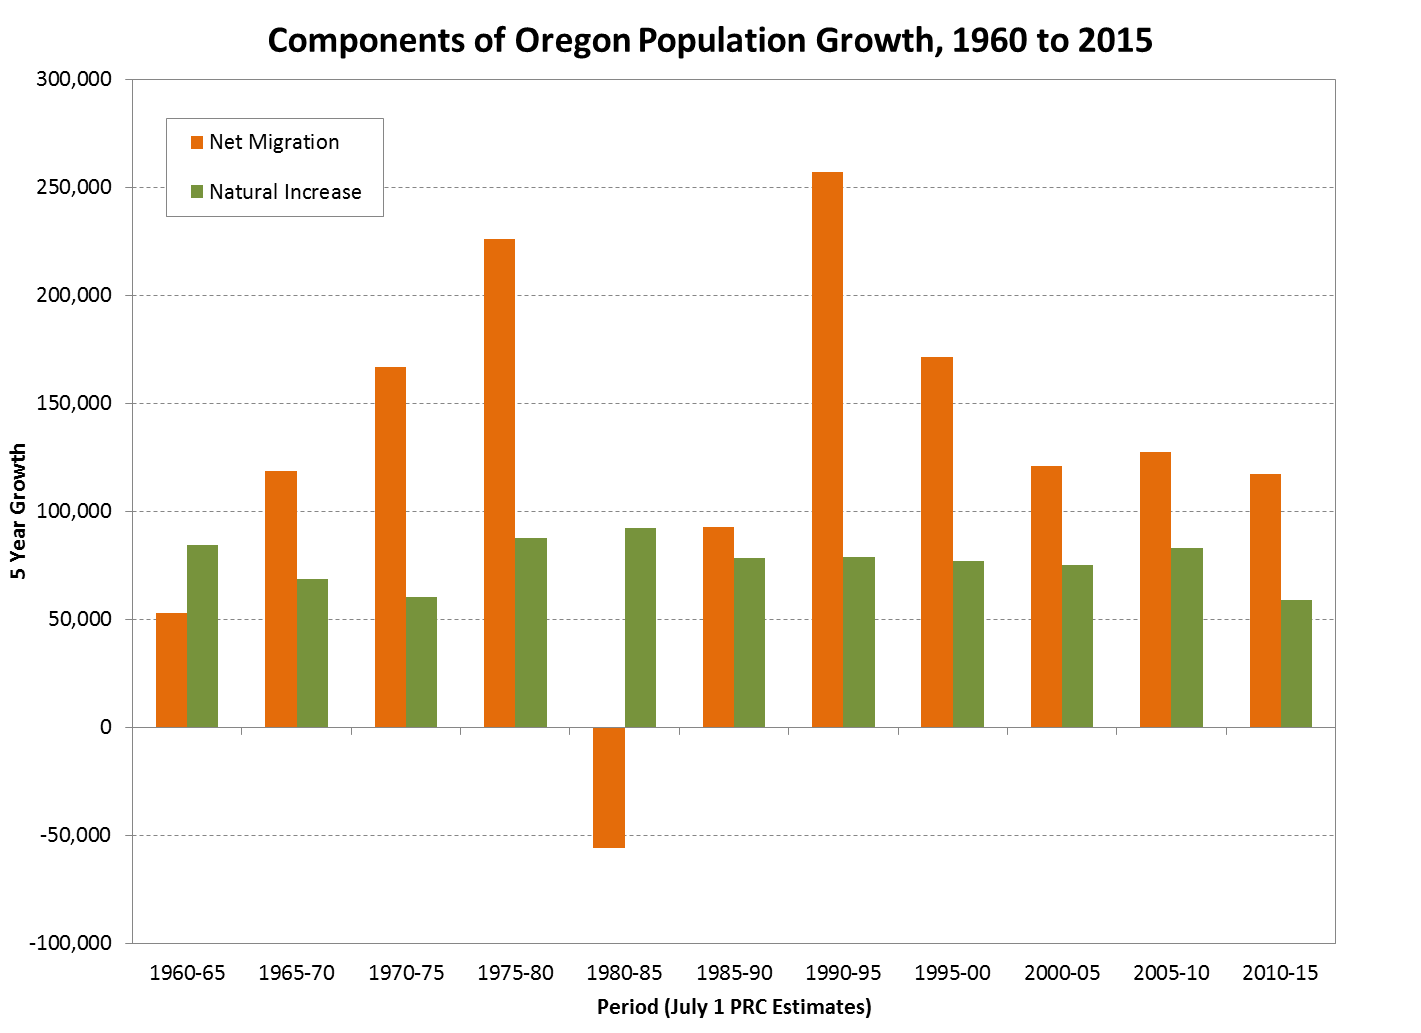 Components of Oregon Population Growth, 1960 to 2015
300,000
250,000
200,000
150,000
100,000
50,000
0
-50,000
-100,000
5 Year Growth
Net Migration
Natural Increase
1960-65 1965-70 1970-75 1975-80 1980-85 1985-90 1990-95 1995-00 2000-05 2005-10 2010-15
Period (July 1 PRC Estimates)